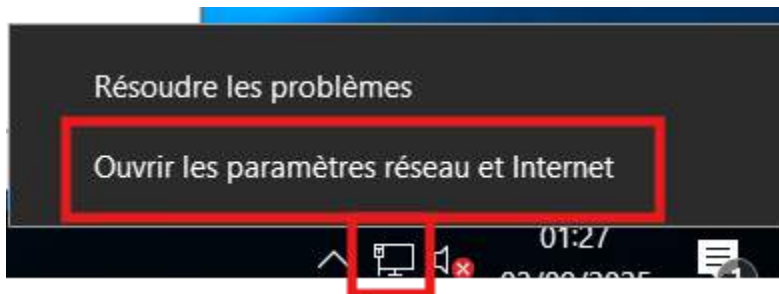 Résoudre les problèmes
Ouvrir les paramètres réseau et Internet
01:27